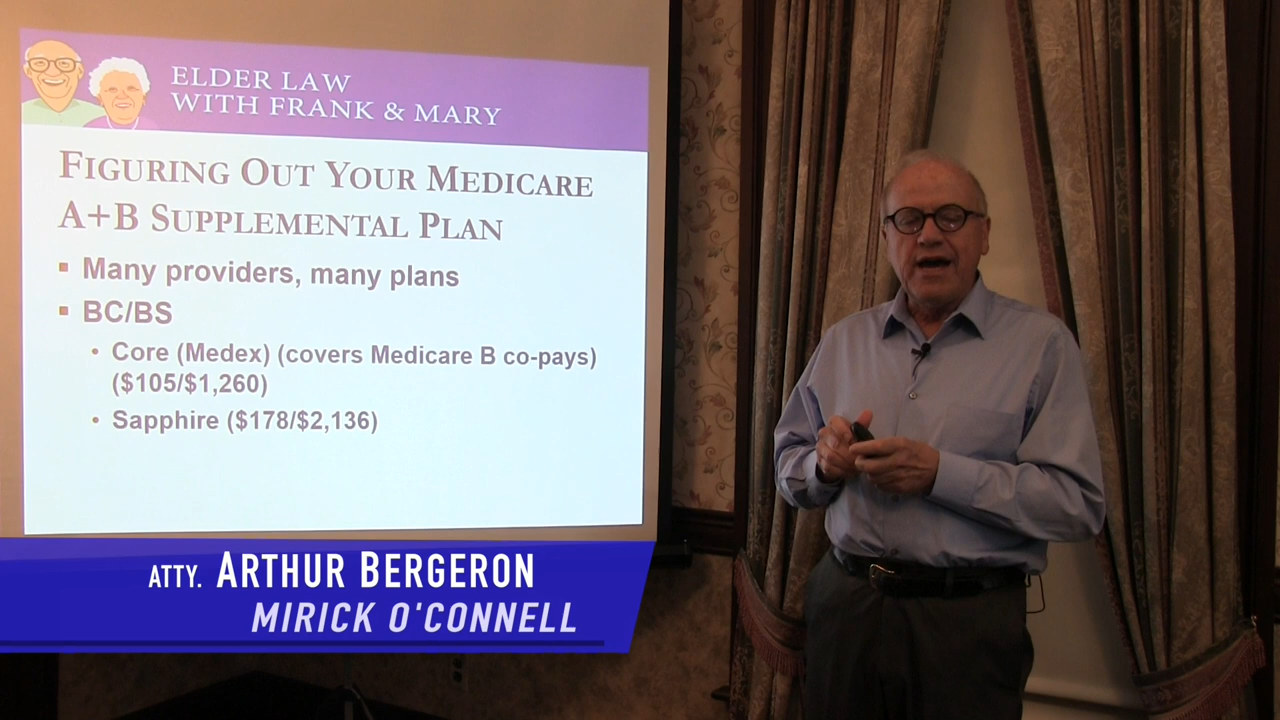 ELDER LAW
WITH FRANK & MARY
FIGURING OUT YOUR MEDICARE
A+B SUPPLEMENTAL PLAN
▪ Many providers, many plans
▪ BC/BS
• Core (Medex) (covers Medicare B co-pays)
($105/$1,260)
• Sapphire ($178/$2,136)
ATTY. ARTHUR BERGERON
MIRICK O'CONNELL